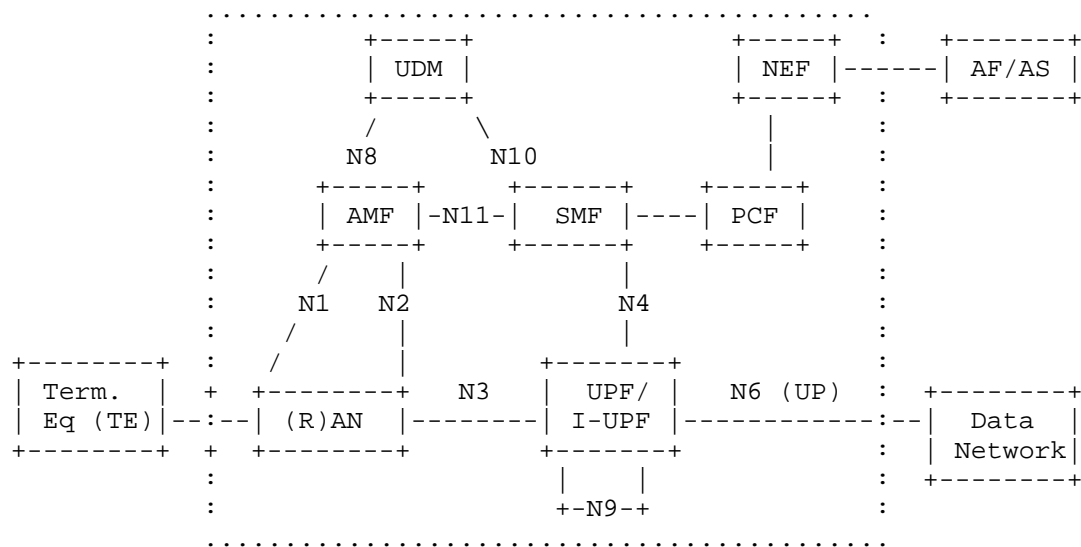 UDM NEF AF/AS
N8 N10
AMF N11 SMF PCF
N1 N2 N4
Term. N3 UPF/ N6 (UP)
Eq (TE) (R)AN I-UPF Data
Network
N9